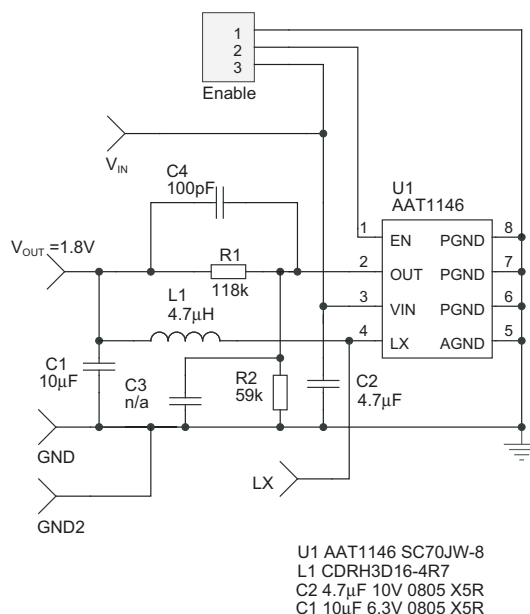 1
2
3
Enable
V_IN
C4
100pF
U1
AAT1146
V_OUT =1.8V
R1
118k
1 EN PGND 8
2 OUT PGND 7
3 VIN PGND 6
4 LX AGND 5
L1
4.7µH
C1
10µF
C3
n/a
R2
59k
C2
4.7µF
GND
LX
GND2
U1 AAT1146 SC70JW-8
L1 CDRH3D16-4R7
C2 4.7µF 10V 0805 X5R
C1 10µF 6.3V 0805 X5R